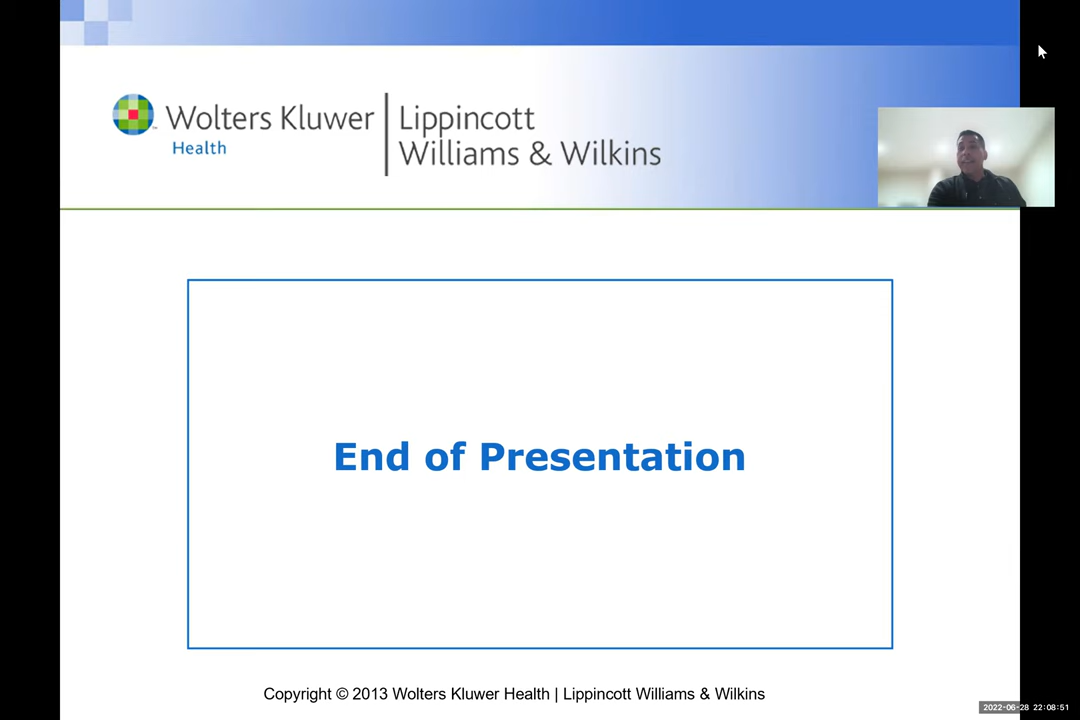 Wolters Kluwer
Health
Lippincott
Williams & Wilkins
End of Presentation
Copyright © 2013 Wolters Kluwer Health | Lippincott Williams & Wilkins
2022-06-28 22:08:51